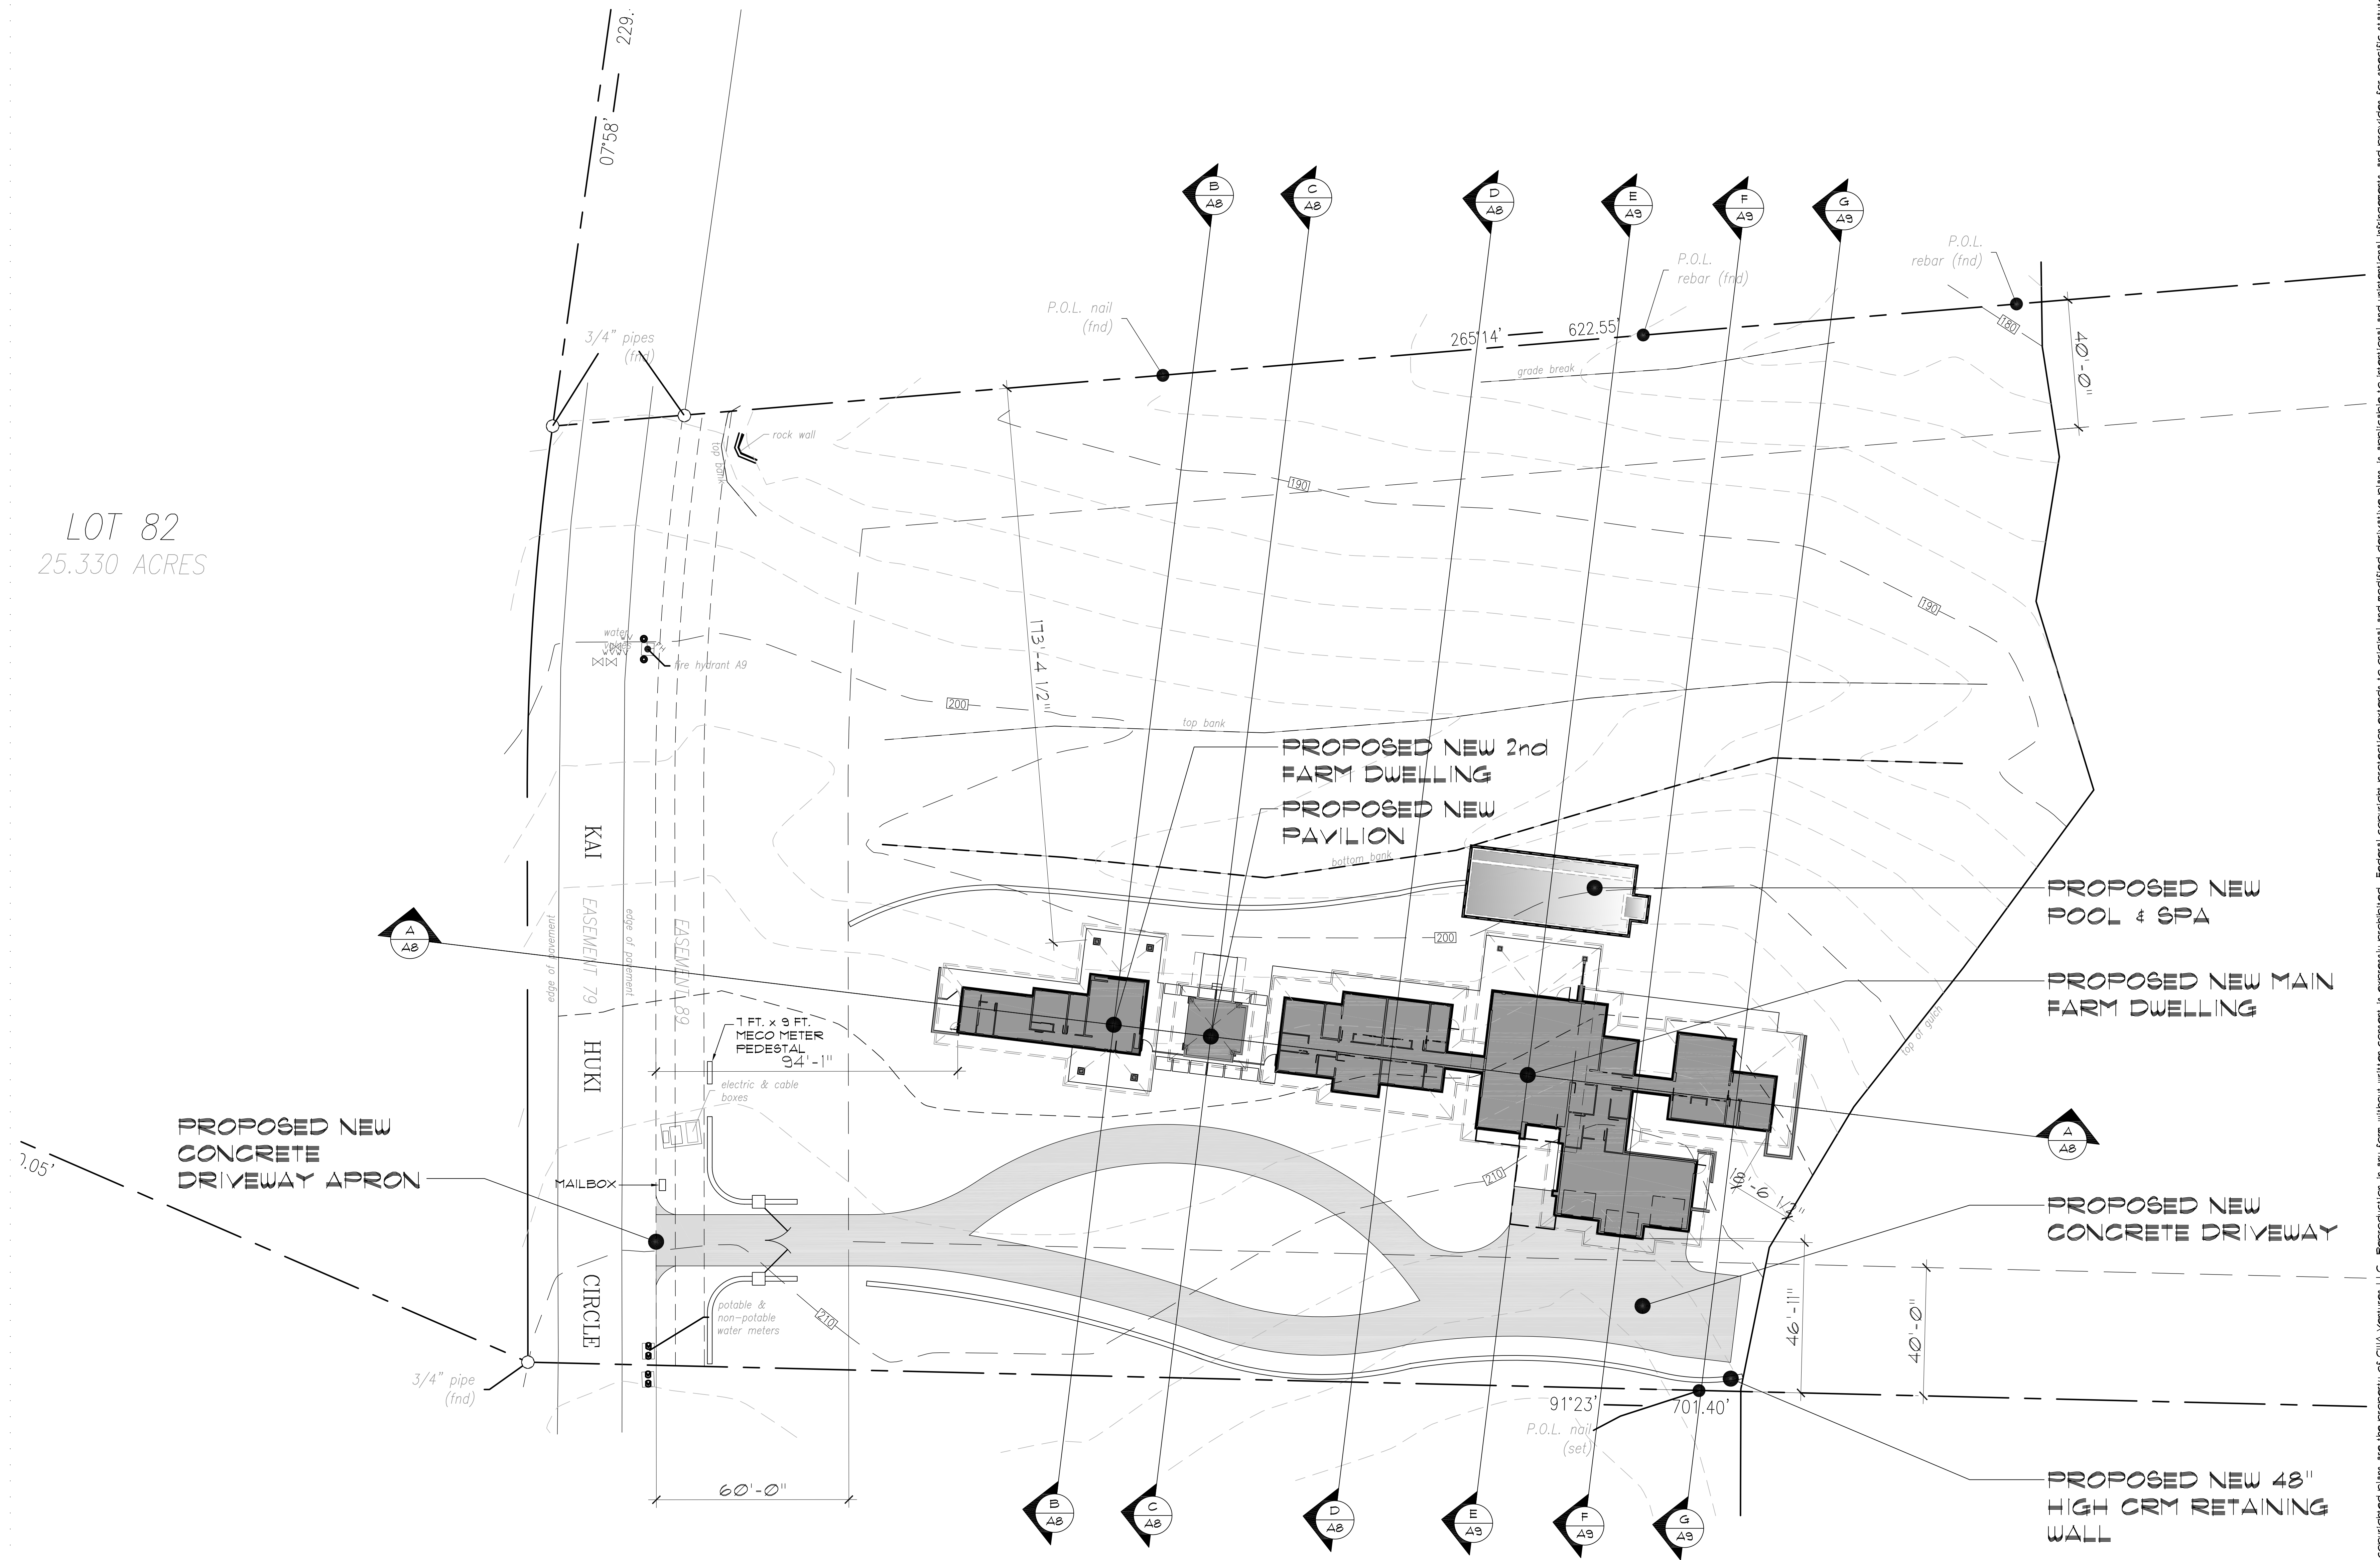 229.
07°58'
B
A8
C
A8
D
A8
E
A9
F
A9
G
A9
P.O.L.
rebar (fnd)
P.O.L.
rebar (fnd)
P.O.L. nail
(fnd)
265°14'
622.55'
180
40'-0"
3/4" pipes
(fnd)
grade break
rock wall
top bank
190
LOT 82
25.330 ACRES
190
173'-4 1/2"
water
valves
fire hydrant A9
200
top bank
PROPOSED NEW 2nd
FARM DWELLING
PROPOSED NEW
PAVILION
bottom bank
KAI
EASEMENT 79
HUKI
CIRCLE
edge of pavement
edge of pavement
EASEMENT 89
A
A8
200
PROPOSED NEW
POOL & SPA
PROPOSED NEW MAIN
FARM DWELLING
top of gulch
7 FT. x 9 FT.
MECO METER
PEDESTAL
94'-1"
electric & cable
boxes
PROPOSED NEW
CONCRETE
DRIVEWAY APRON
MAILBOX
A
A8
210
16'-6 1/2"
PROPOSED NEW
CONCRETE DRIVEWAY
0.05'
potable &
non-potable
water meters
210
46'-11"
40'-0"
3/4" pipe
(fnd)
91°23'
701.40'
P.O.L. nail
(set)
60'-0"
PROPOSED NEW 48"
HIGH CRM RETAINING
WALL
B
A8
C
A8
D
A8
E
A9
F
A9
G
A9